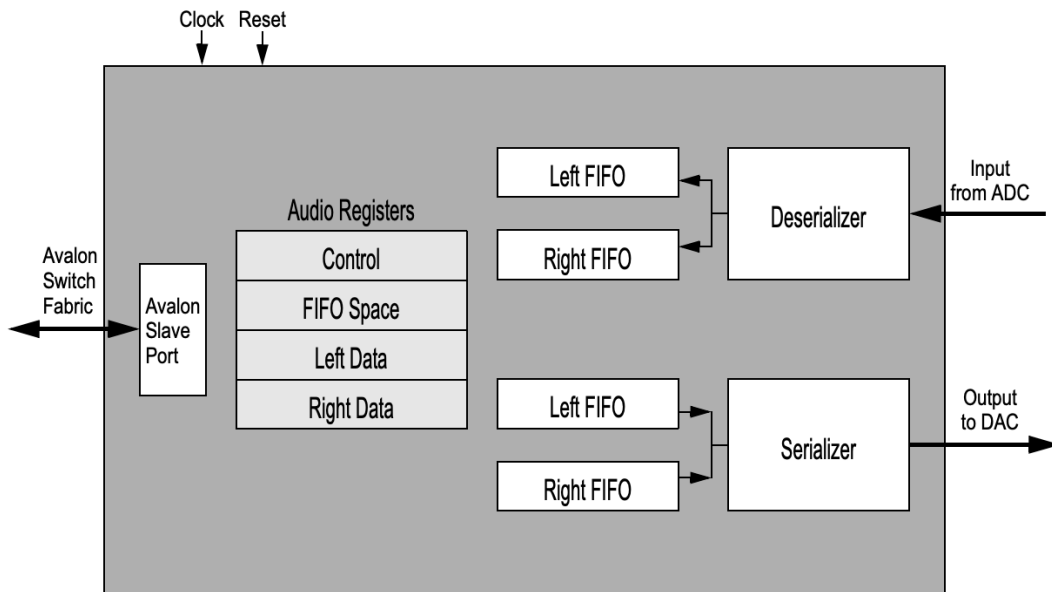 Clock
Reset
Left FIFO
Right FIFO
Deserializer
Input
from ADC
Audio Registers
Control
FIFO Space
Left Data
Right Data
Avalon
Switch
Fabric
Avalon
Slave
Port
Left FIFO
Right FIFO
Serializer
Output
to DAC